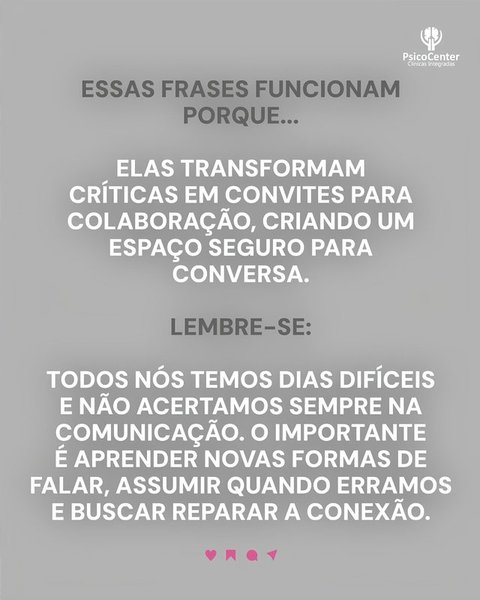 PsicoCenter
Clínicas Integradas
ESSAS FRASES FUNCIONAM
PORQUE...
ELAS TRANSFORMAM
CRÍTICAS EM CONVITES PARA
COLABORAÇÃO, CRIANDO UM
ESPAÇO SEGURO PARA
CONVERSA.
LEMBRE-SE:
TODOS NÓS TEMOS DIAS DIFÍCEIS
E NÃO ACERTAMOS SEMPRE NA
COMUNICAÇÃO. O IMPORTANTE
É APRENDER NOVAS FORMAS DE
FALAR, ASSUMIR QUANDO ERRAMOS
E BUSCAR REPARAR A CONEXÃO.